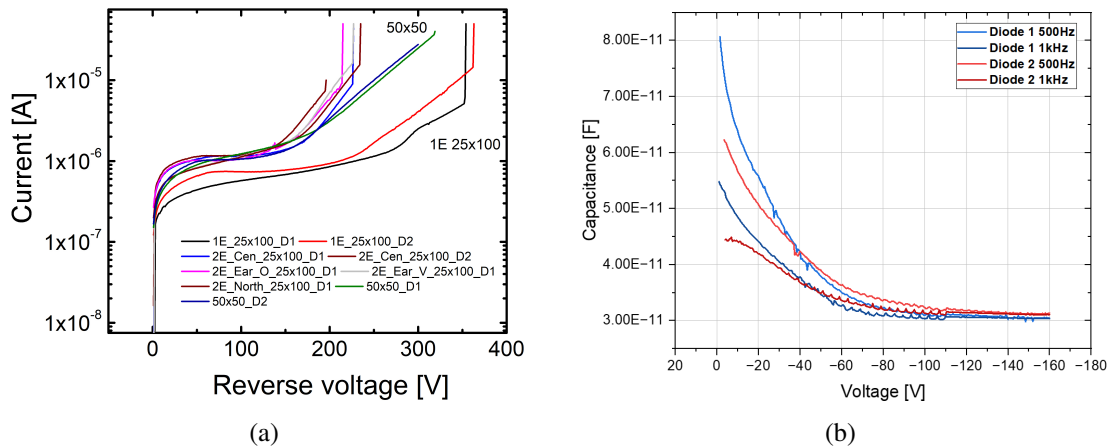 50x50
1E 25x100
1x10⁻⁵
1x10⁻⁶
1x10⁻⁷
1x10⁻⁸
Current [A]
1E_25x100_D1 1E_25x100_D2
2E_Cen_25x100_D1 2E_Cen_25x100_D2
2E_Ear_O_25x100_D1 2E_Ear_V_25x100_D1
2E_North_25x100_D1 50x50_D1
50x50_D2
0 100 200 300 400
Reverse voltage [V]
(a)
Diode 1 500Hz
Diode 1 1kHz
Diode 2 500Hz
Diode 2 1kHz
8.00E−11
7.00E−11
6.00E−11
5.00E−11
4.00E−11
3.00E−11
Capacitance [F]
20 0 −20 −40 −60 −80 −100 −120 −140 −160 −180
Voltage [V]
(b)